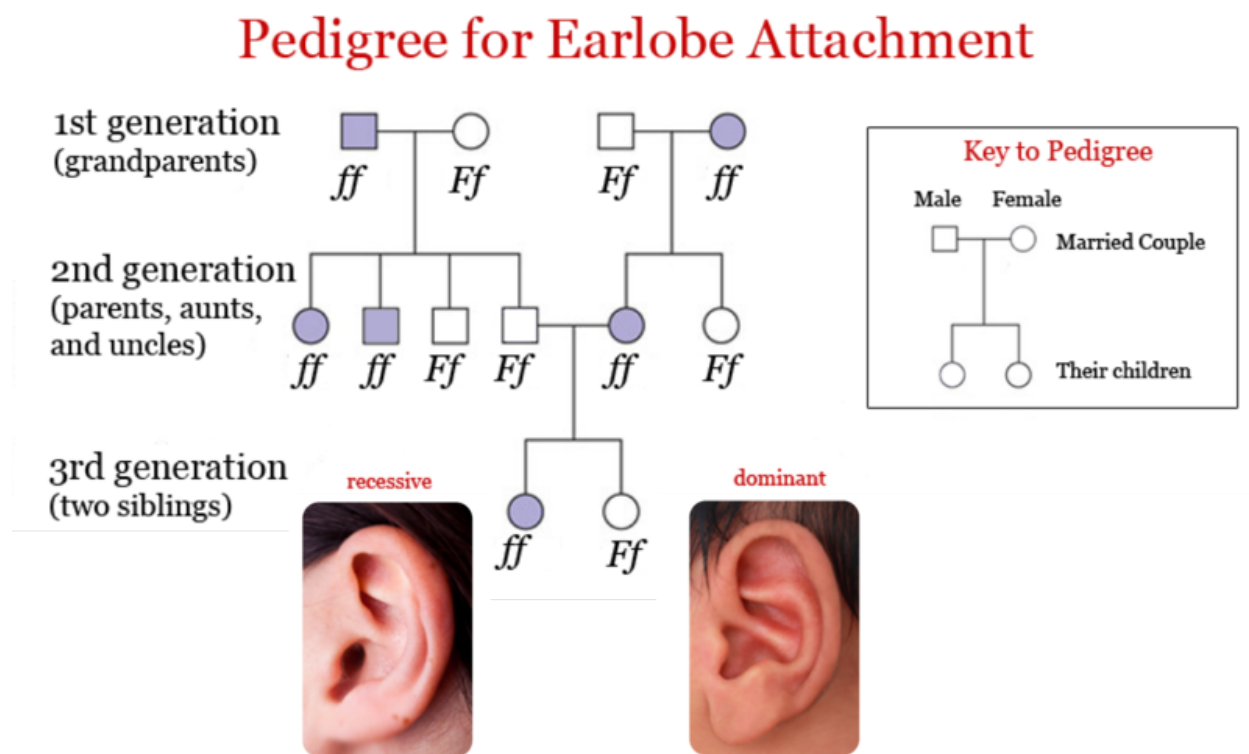 Pedigree for Earlobe Attachment
1st generation
(grandparents)
ff Ff Ff ff
2nd generation
(parents, aunts,
and uncles)
ff ff Ff Ff ff Ff
3rd generation
(two siblings)
recessive
dominant
ff Ff
Key to Pedigree
Male Female
Married Couple
Their children